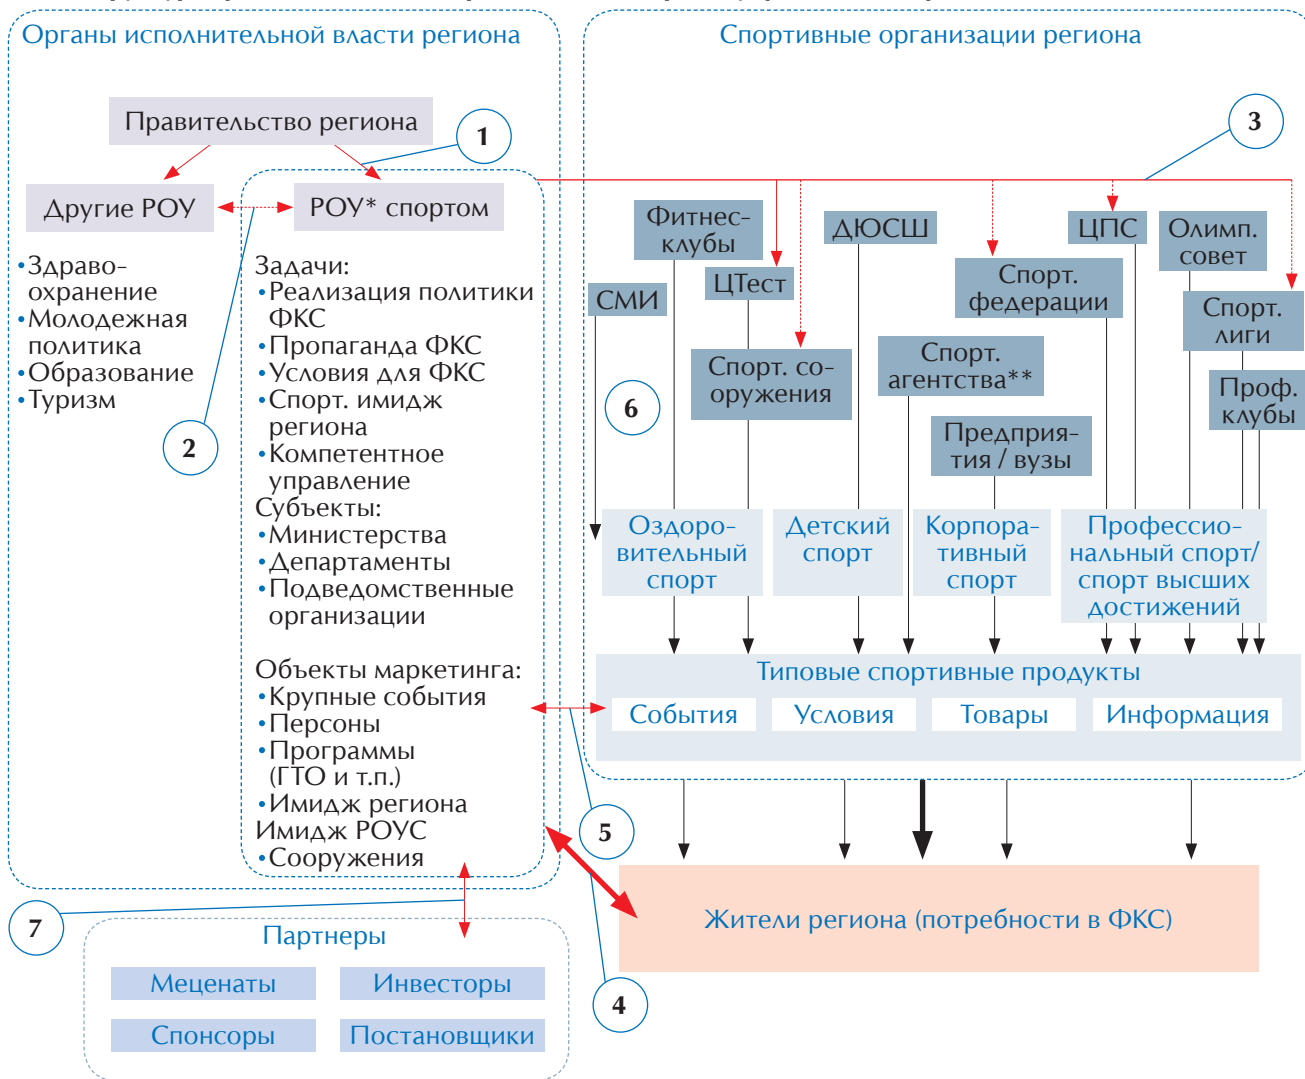 Органы исполнительной власти региона
Правительство региона
1
Другие РОУ
РОУ* спортом
•Здраво-
охранение
•Молодежная
политика
•Образование
•Туризм
2
Задачи:
•Реализация политики
ФКС
•Пропаганда ФКС
•Условия для ФКС
•Спорт. имидж
региона
•Компетентное
управление
Субъекты:
•Министерства
•Департаменты
•Подведомственные
организации
Объекты маркетинга:
•Крупные события
•Персоны
•Программы
(ГТО и т.п.)
•Имидж региона
Имидж РОУС
•Сооружения
Спортивные организации региона
3
Фитнес-
клубы
ДЮСШ
ЦПС
Олимп.
совет
СМИ
ЦТест
Спорт.
федерации
Спорт.
лиги
Спорт. со-
оружения
Спорт.
агентства**
Проф.
клубы
6
Предприя-
тия / вузы
Оздоро-
вительный
спорт
Детский
спорт
Корпора-
тивный
спорт
Профессио-
нальный спорт/
спорт высших
достижений
Типовые спортивные продукты
События
Условия
Товары
Информация
5
Жители региона (потребности в ФКС)
7
4
Партнеры
Меценаты
Инвесторы
Спонсоры
Постановщики